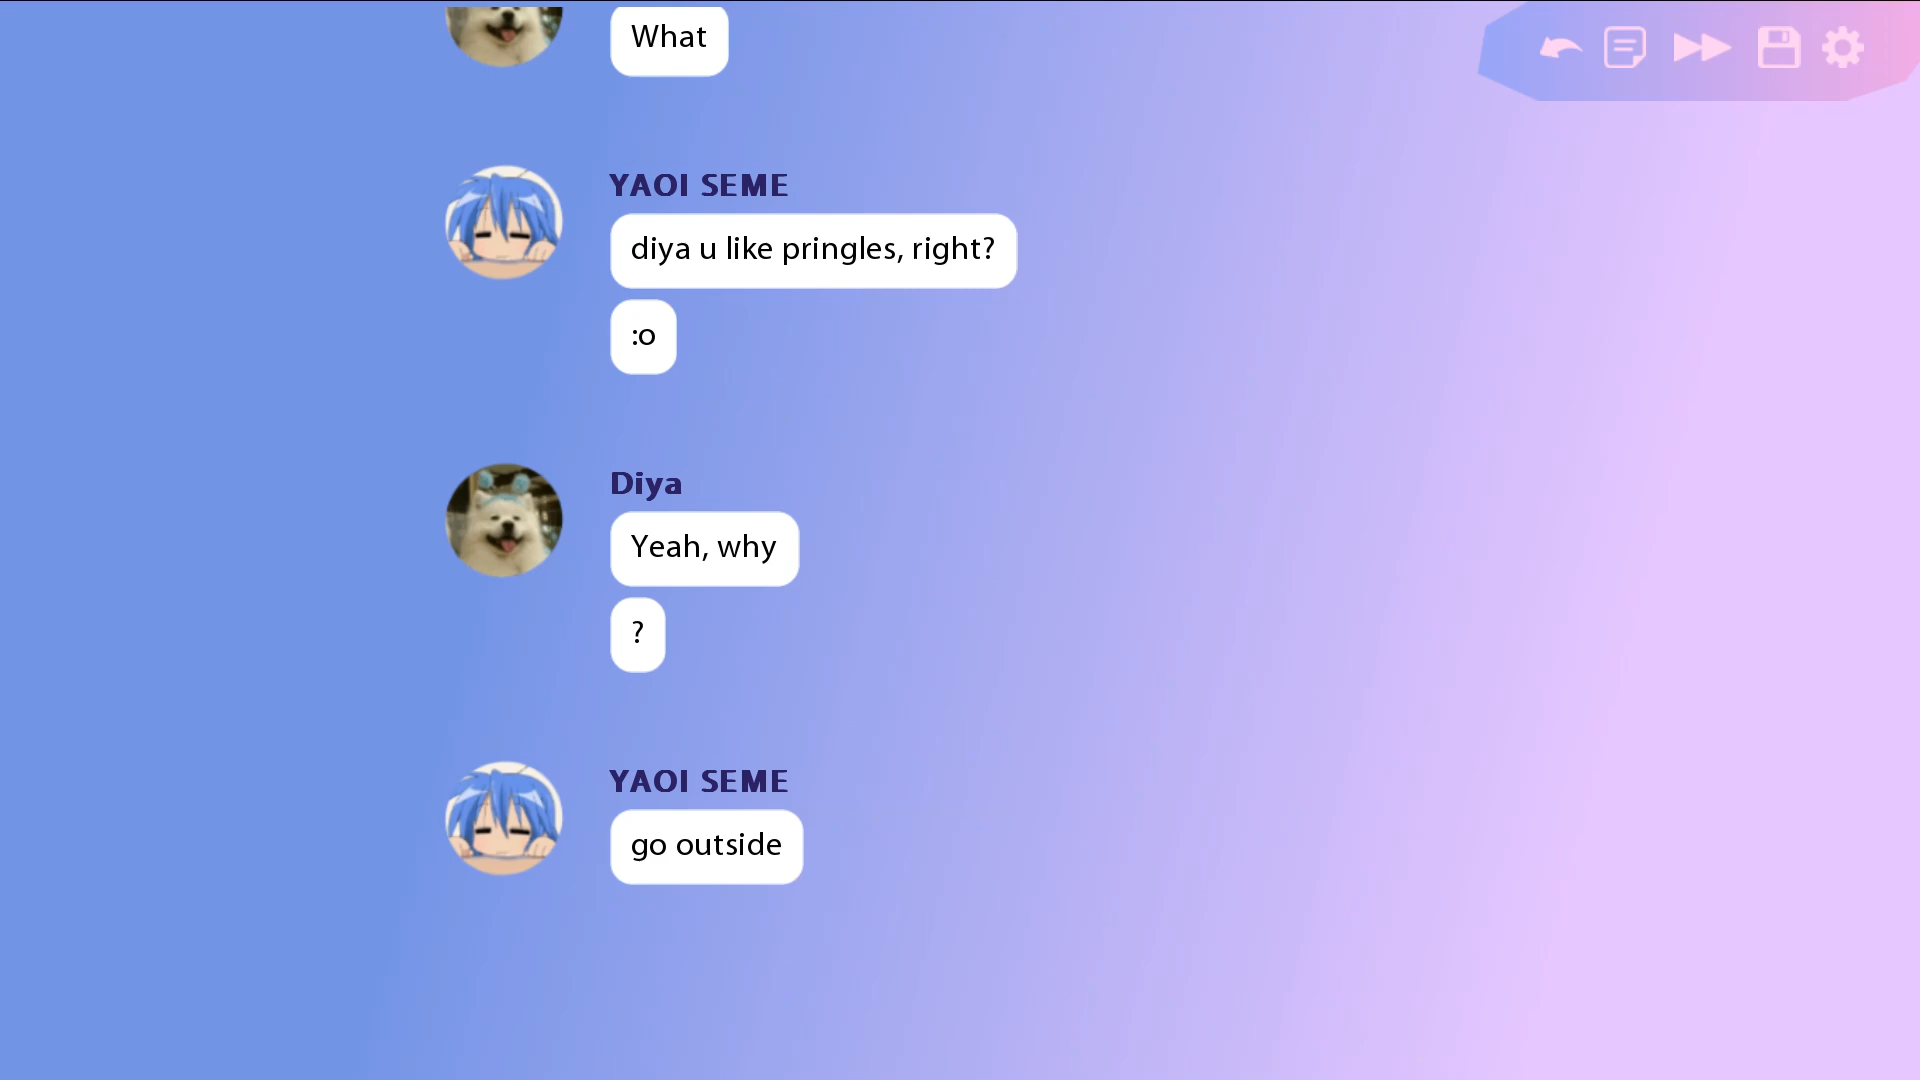 What
YAOI SEME
diya u like pringles, right?
:o
Diya
Yeah, why
?
YAOI SEME
go outside